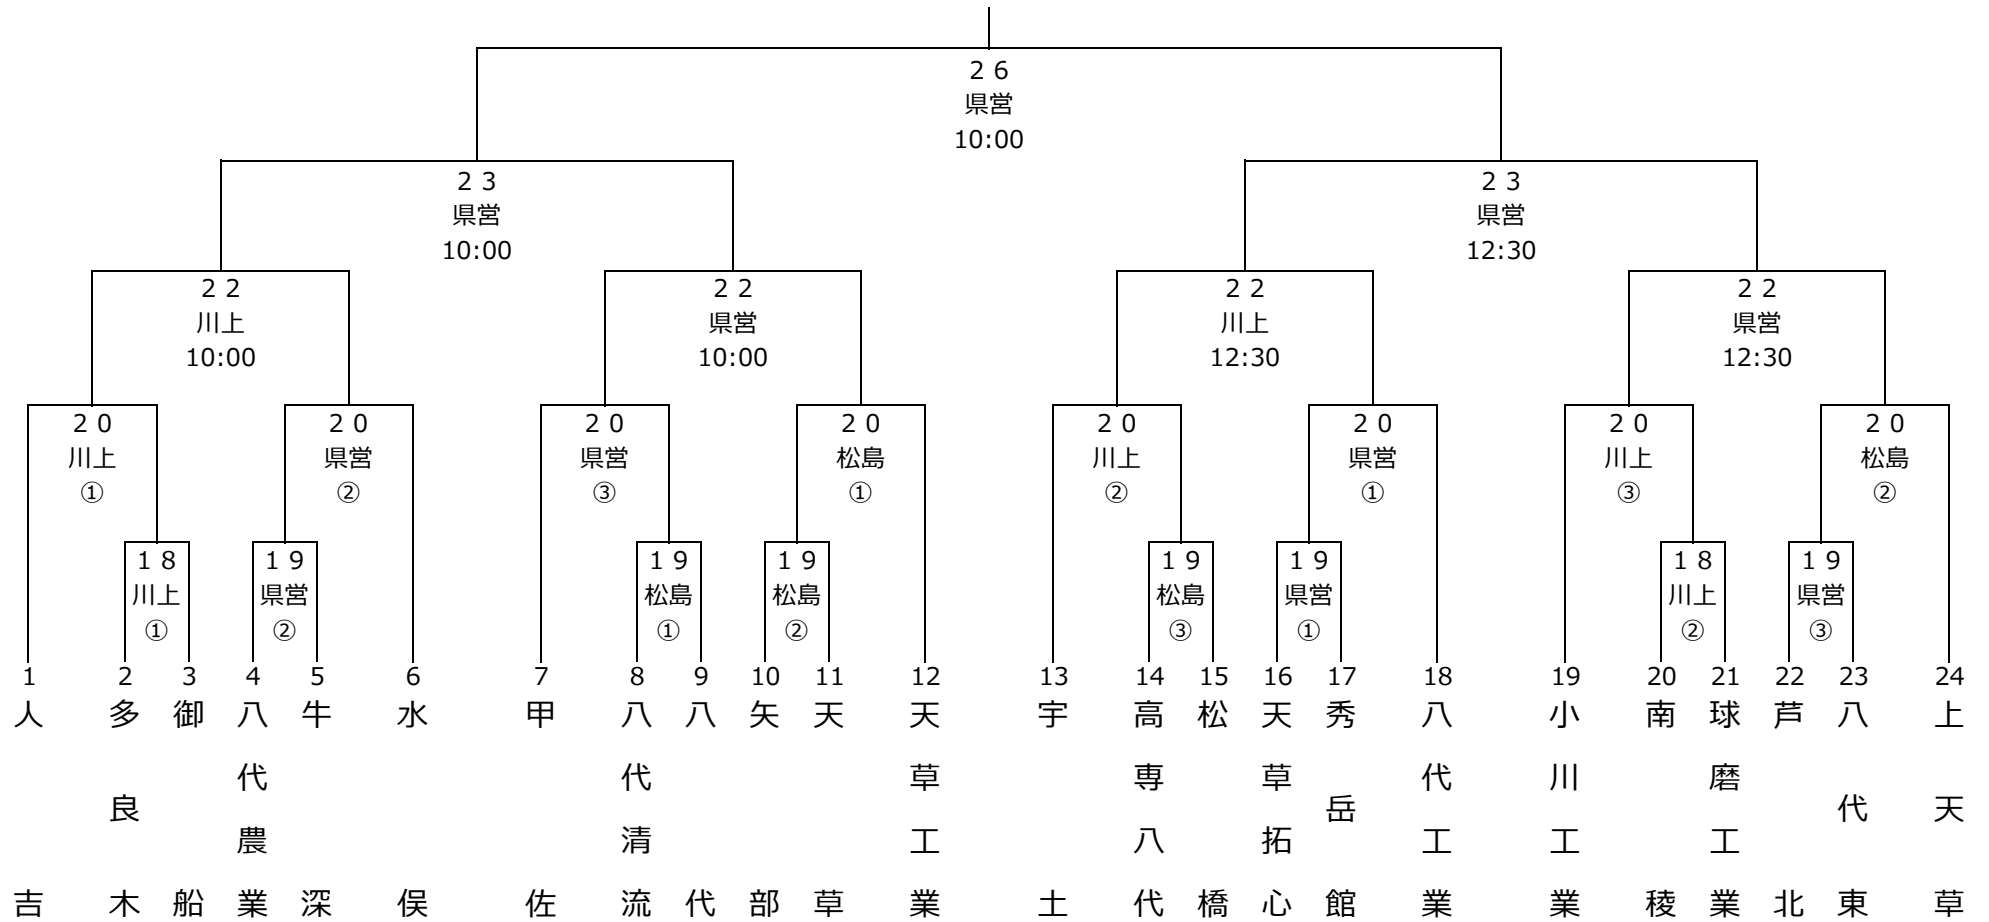 ２６
県営
10:00
２３
県営
10:00
２３
県営
12:30
２２
川上
10:00
２２
県営
10:00
２２
川上
12:30
２２
県営
12:30
２０
川上
①
２０
県営
②
２０
県営
③
２０
松島
①
２０
川上
②
２０
県営
①
２０
川上
③
２０
松島
②
１８
川上
①
１９
県営
②
１９
松島
①
１９
松島
②
１９
松島
③
１９
県営
①
１８
川上
②
１９
県営
③
1
人吉
2
多良木
3
御船
4
八代農業
5
牛深
6
水俣
7
甲佐
8
八代清流
9
八代
10
矢部
11
天草
12
天草工業
13
宇土
14
高専八代
15
松橋
16
天草拓心
17
秀岳館
18
八代工業
19
小川工業
20
南稜
21
球磨工業
22
芦北
23
八代東
24
上天草